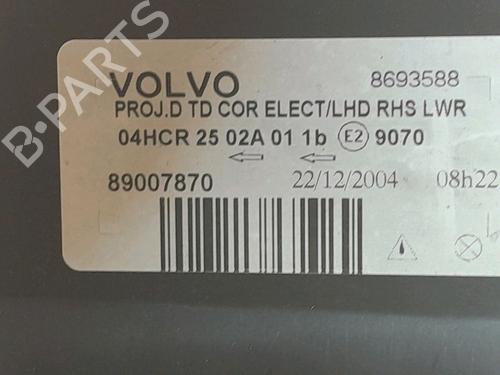 VOLVO 8693588
PROJ.D TD COR ELECT/LHD RHS LWR
04HCR 25 02A 01 1b E2 9070
89007870 22/12/2004 08h22
B-PARTS